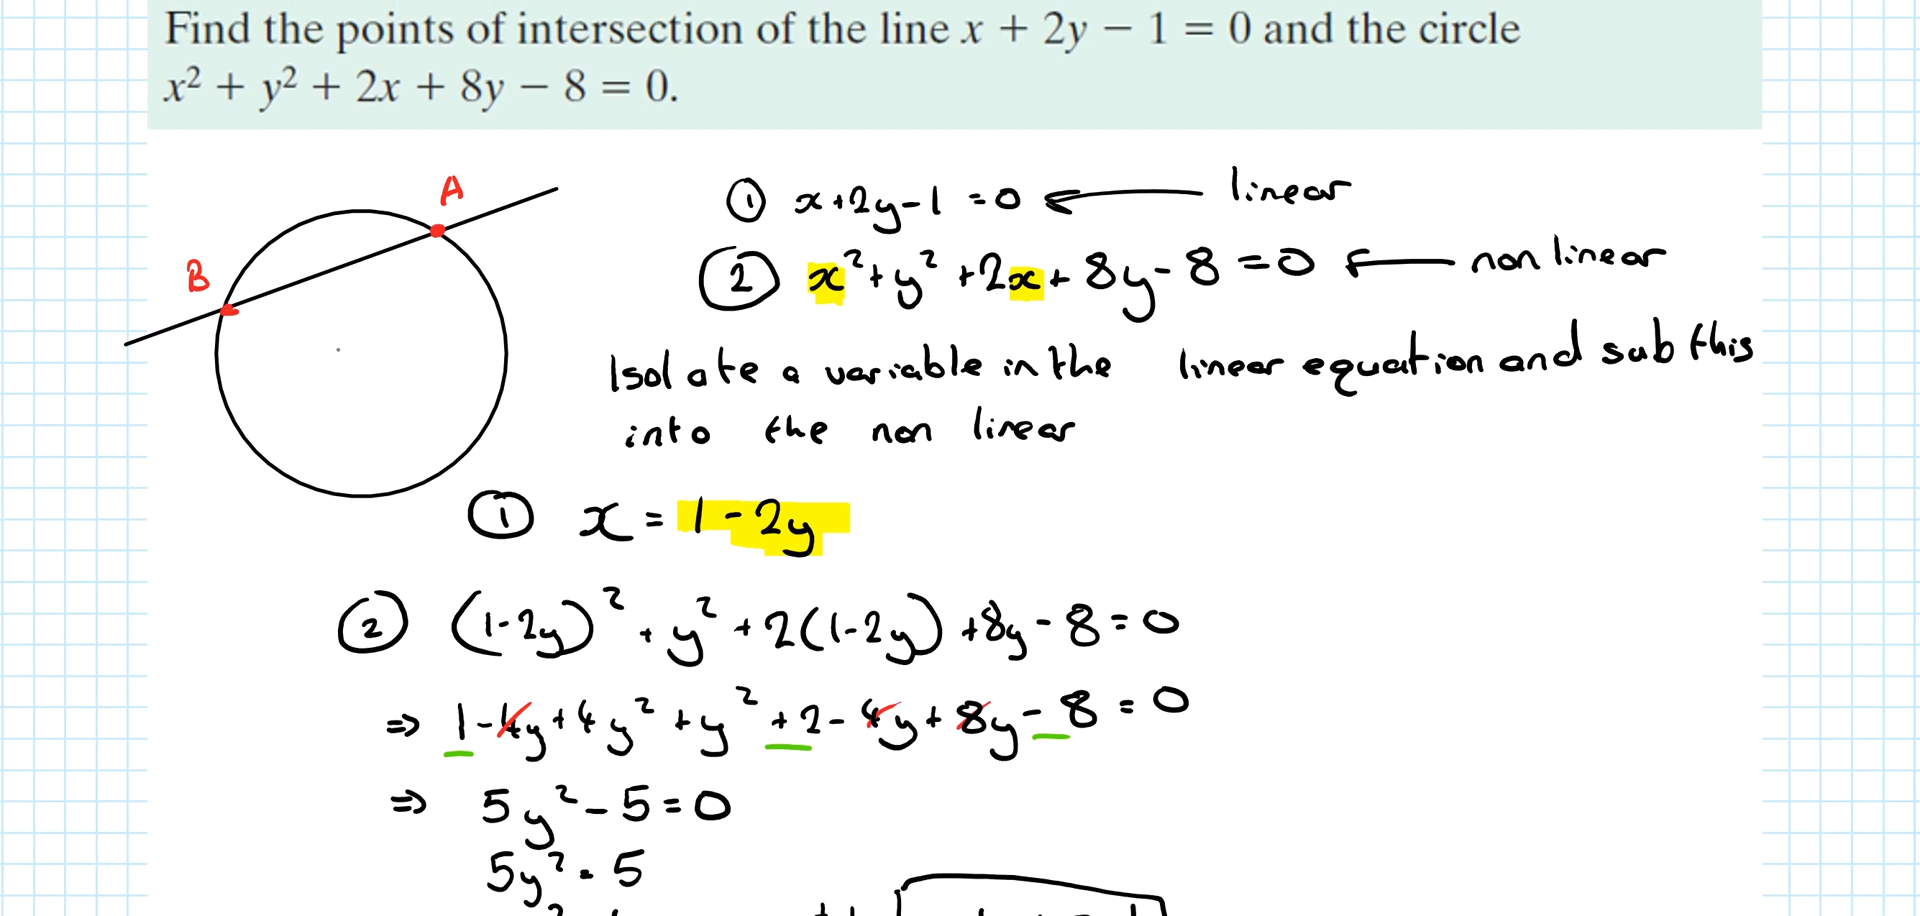 Find the points of intersection of the line x + 2y − 1 = 0 and the circle
x² + y² + 2x + 8y − 8 = 0.
A
B
① x+2y-1 =0 ← linear
② x²+y²+2x+8y-8=0 ← non linear
Isolate a variable in the linear equation and sub this
into the non linear
① x = 1-2y
② (1-2y)² + y² + 2(1-2y) +8y-8=0
⇒ 1-4y+4y²+y²+2-4y+8y-8=0
⇒ 5y²-5=0
5y²=5